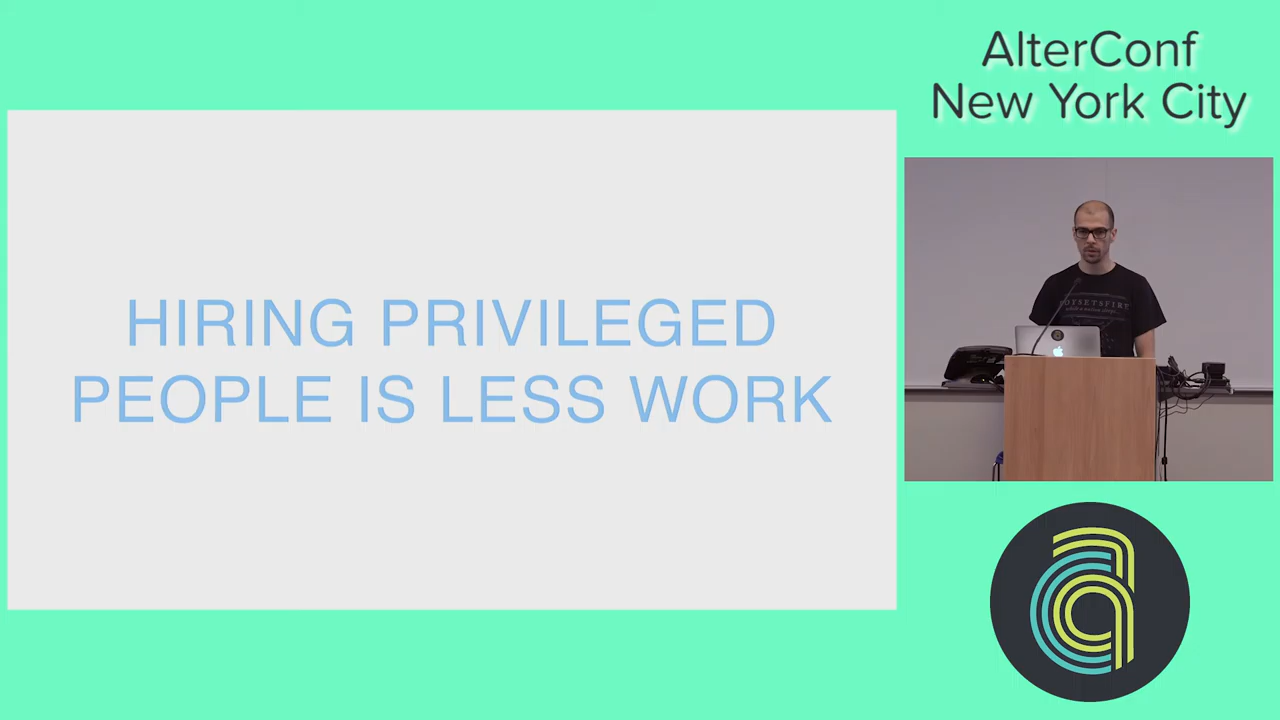 AlterConf
New York City
HIRING PRIVILEGED
PEOPLE IS LESS WORK